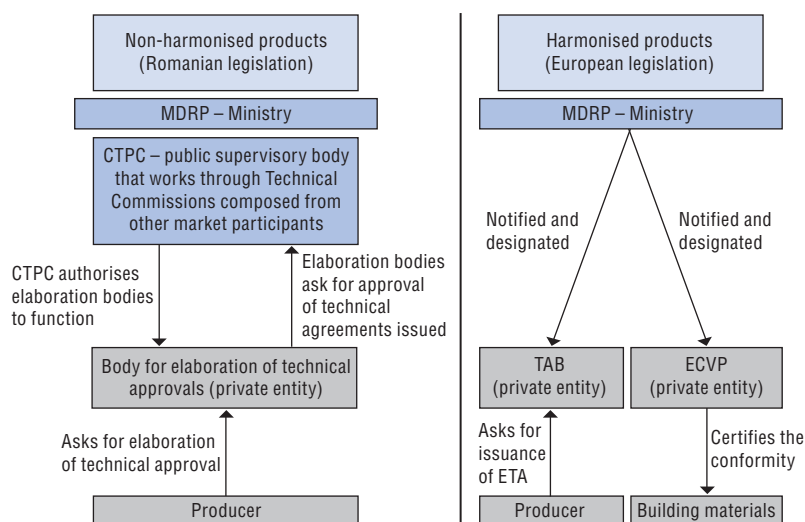 Non-harmonised products
(Romanian legislation)
MDRP – Ministry
CTPC – public supervisory body
that works through Technical
Commissions composed from
other market participants
CTPC authorises
elaboration bodies
to function
Elaboration bodies
ask for approval
of technical
agreements issued
Body for elaboration of technical
approvals (private entity)
Asks for elaboration
of technical approval
Producer
Harmonised products
(European legislation)
MDRP – Ministry
Notified and
designated
Notified and
designated
TAB
(private entity)
ECVP
(private entity)
Asks for
issuance
of ETA
Certifies the
conformity
Producer
Building materials